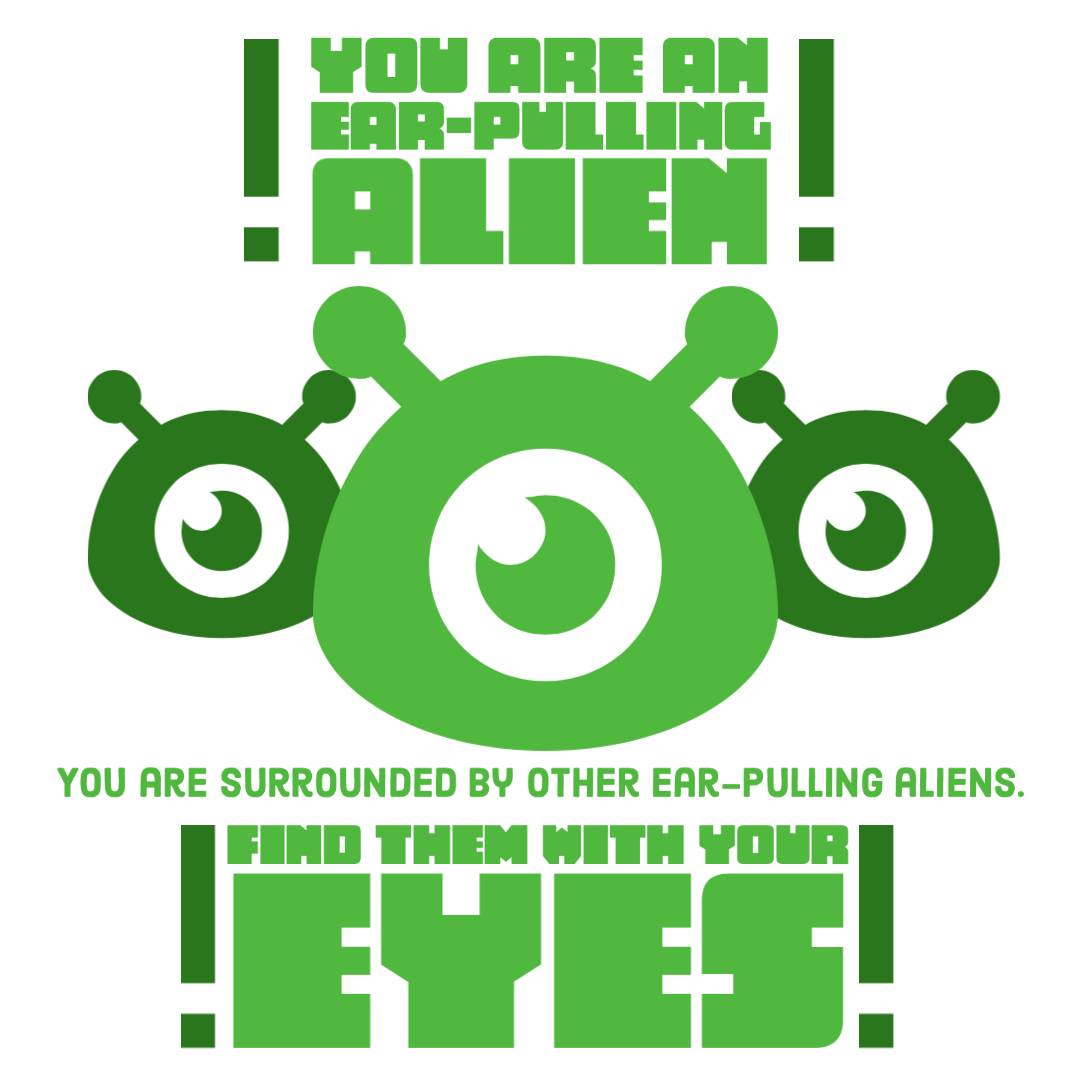 YOU ARE AN
EAR-PULLING
! ALIEN !
YOU ARE SURROUNDED BY OTHER EAR-PULLING ALIENS.
FIND THEM WITH YOUR
! EYES !